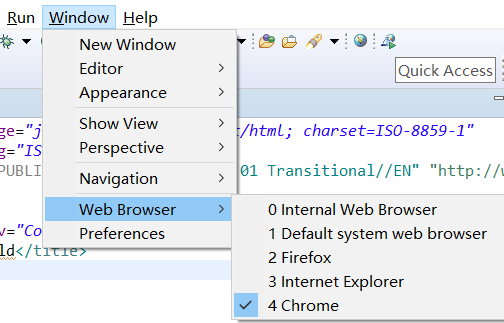 Run Window Help
New Window
Editor
Appearance
Quick Access
Show View
Perspective
Navigation
Web Browser
Preferences
ge="j
t/html; charset=ISO-8859-1"
g="IS
PUBLI
01 Transitional//EN" "http://w
v="Co
ld</title>
0 Internal Web Browser
1 Default system web browser
2 Firefox
3 Internet Explorer
4 Chrome